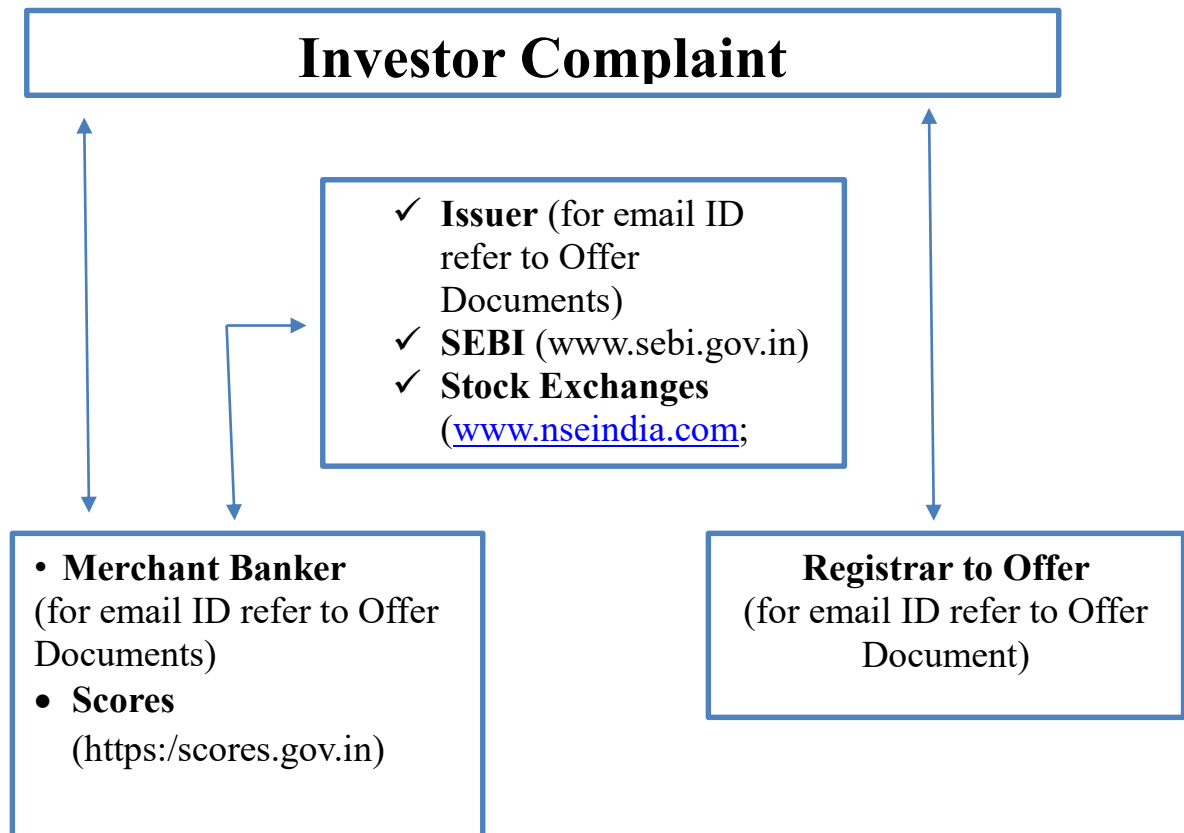 Investor Complaint
✓ Issuer (for email ID
refer to Offer
Documents)
✓ SEBI (www.sebi.gov.in)
✓ Stock Exchanges
(www.nseindia.com;
• Merchant Banker
(for email ID refer to Offer
Documents)
• Scores
(https:/scores.gov.in)
Registrar to Offer
(for email ID refer to Offer
Document)